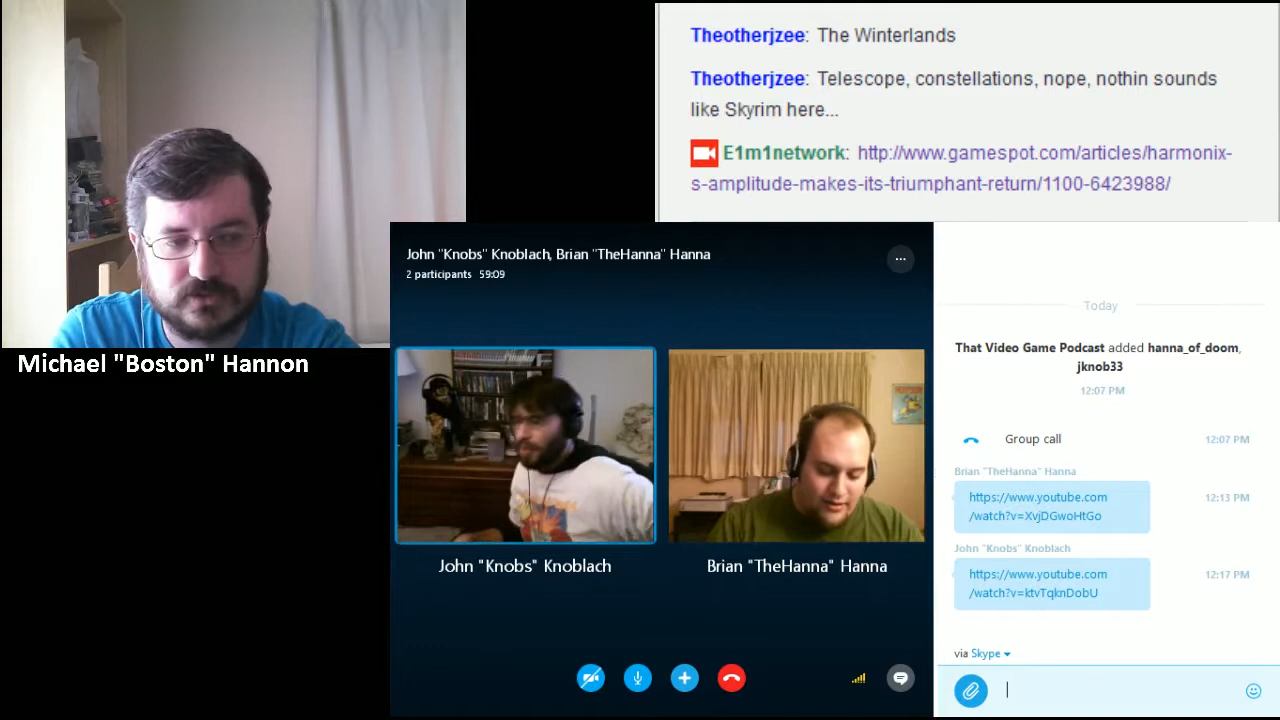 Theotherjzee: The Winterlands
Theotherjzee: Telescope, constellations, nope, nothin sounds
like Skyrim here...
E1m1network: http://www.gamespot.com/articles/harmonix-
s-amplitude-makes-its-triumphant-return/1100-6423988/
Michael "Boston" Hannon
John "Knobs" Knoblach, Brian "TheHanna" Hanna
2 participants 59:09
John "Knobs" Knoblach
Brian "TheHanna" Hanna
Today
That Video Game Podcast added hanna_of_doom,
jknob33
12:07 PM
Group call 12:07 PM
Brian "TheHanna" Hanna
https://www.youtube.com 12:13 PM
/watch?v=XvjDGwoHtGo
John "Knobs" Knoblach
https://www.youtube.com 12:17 PM
/watch?v=ktvTqknDobU
via Skype